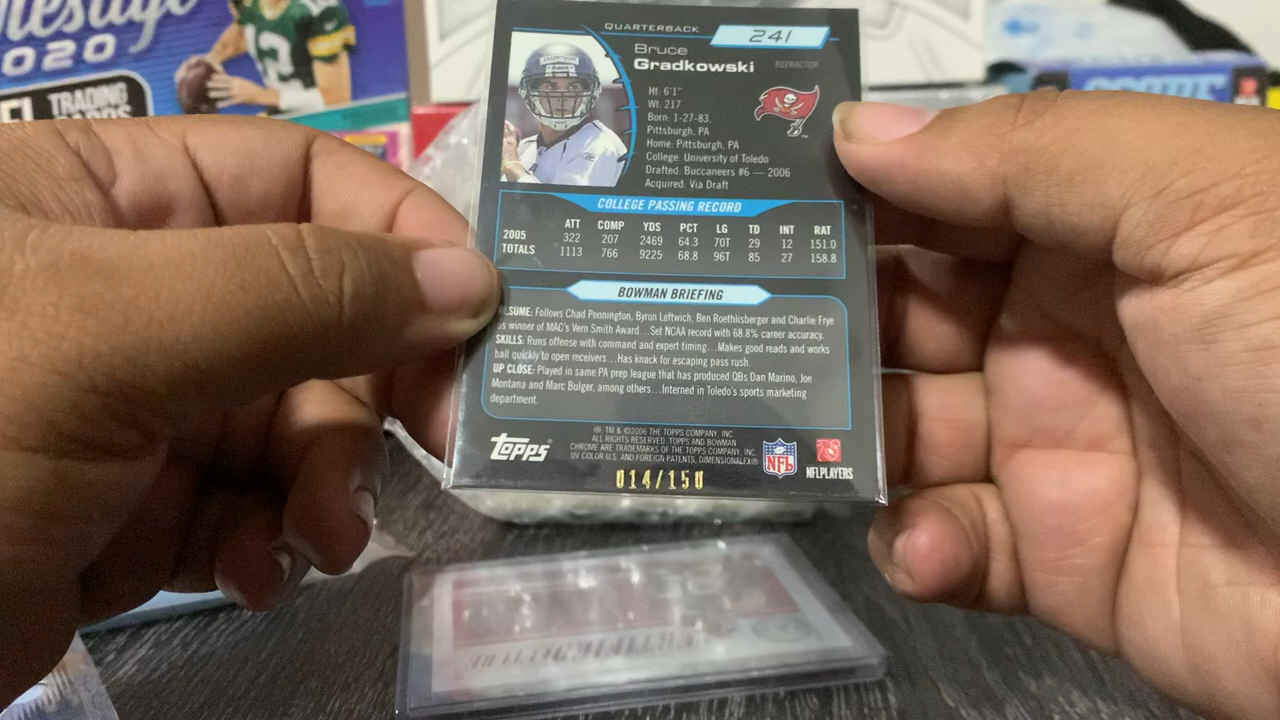 2020
TRADING
QUARTERBACK
241
Bruce
Gradkowski
REFRACTOR
Ht: 6'1"
Wt: 217
Born: 1-27-83.
Pittsburgh, PA
Home: Pittsburgh, PA
College: University of Toledo
Drafted: Buccaneers #6 — 2006
Acquired: Via Draft
COLLEGE PASSING RECORD
ATT COMP YDS PCT LG TD INT RAT
2005 322 207 2469 64.3 70T 29 12 151.0
TOTALS 1113 766 9225 68.8 96T 85 27 158.8
BOWMAN BRIEFING
Follows Chad Pennington, Byron Leftwich, Ben Roethlisberger and Charlie Frye
as winner of MAC's Vern Smith Award...Set NCAA record with 68.8% career accuracy.
SKILLS: Runs offense with command and expert timing...Makes good reads and works
ball quickly to open receivers...Has knack for escaping pass rush.
UP CLOSE: Played in same PA prep league that has produced QBs Dan Marino, Joe
Montana and Marc Bulger, among others...Interned in Toledo's sports marketing
department.
®, TM & ©2006 THE TOPPS COMPANY, INC.
ALL RIGHTS RESERVED. TOPPS AND BOWMAN
CHROME ARE TRADEMARKS OF THE TOPPS COMPANY, INC.
UV COLOR U.S. AND FOREIGN PATENTS, DIMENSIONALFX®
Topps
NFL
NFLPLAYERS
014/150